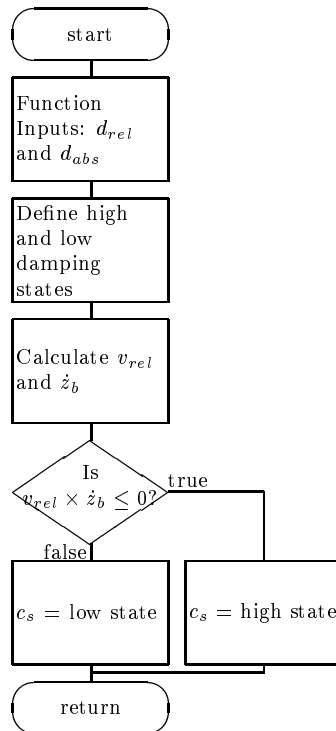 start
Function
Inputs: d_rel
and d_abs
Define high
and low
damping
states
Calculate v_rel
and ż_b
Is
v_rel × ż_b ≤ 0?
true
false
c_s = low state
c_s = high state
return